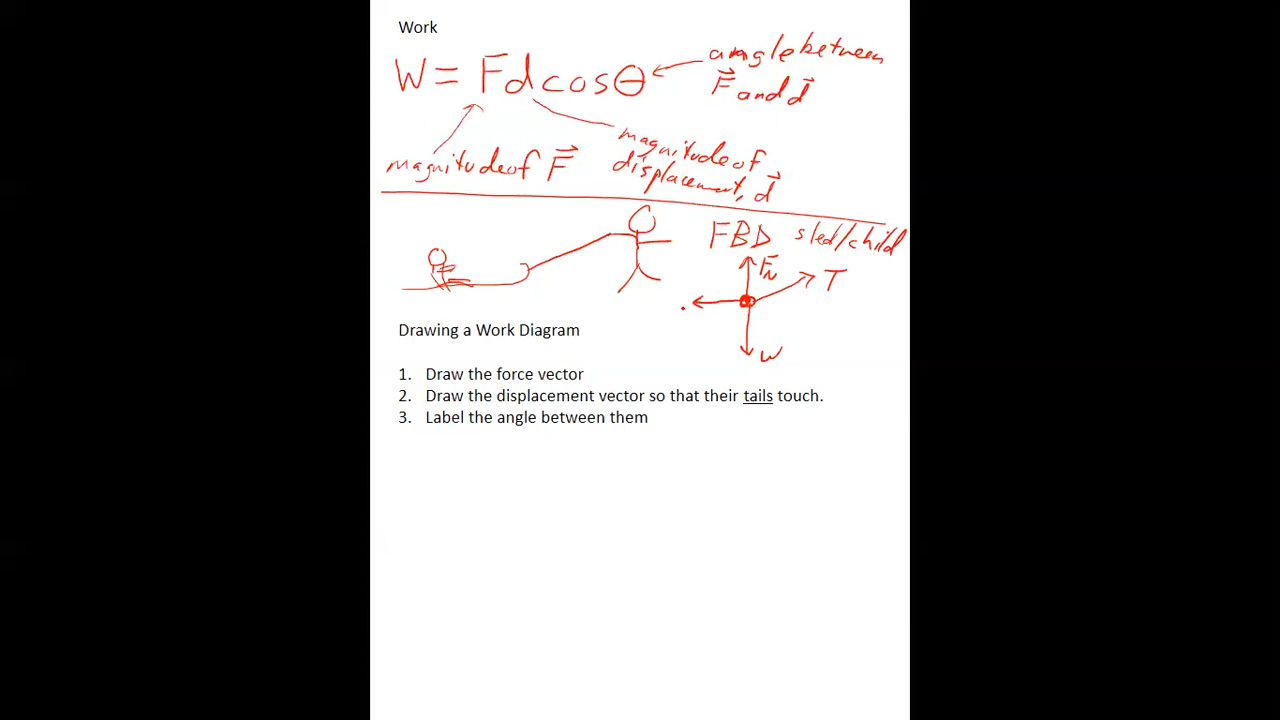 Work
W = Fdcosθ
angle between
F⃗ and d⃗
magnitude of F⃗
magnitude of
displacement, d⃗
FBD sled/child
F_N
T
W
Drawing a Work Diagram
1. Draw the force vector
2. Draw the displacement vector so that their tails touch.
3. Label the angle between them